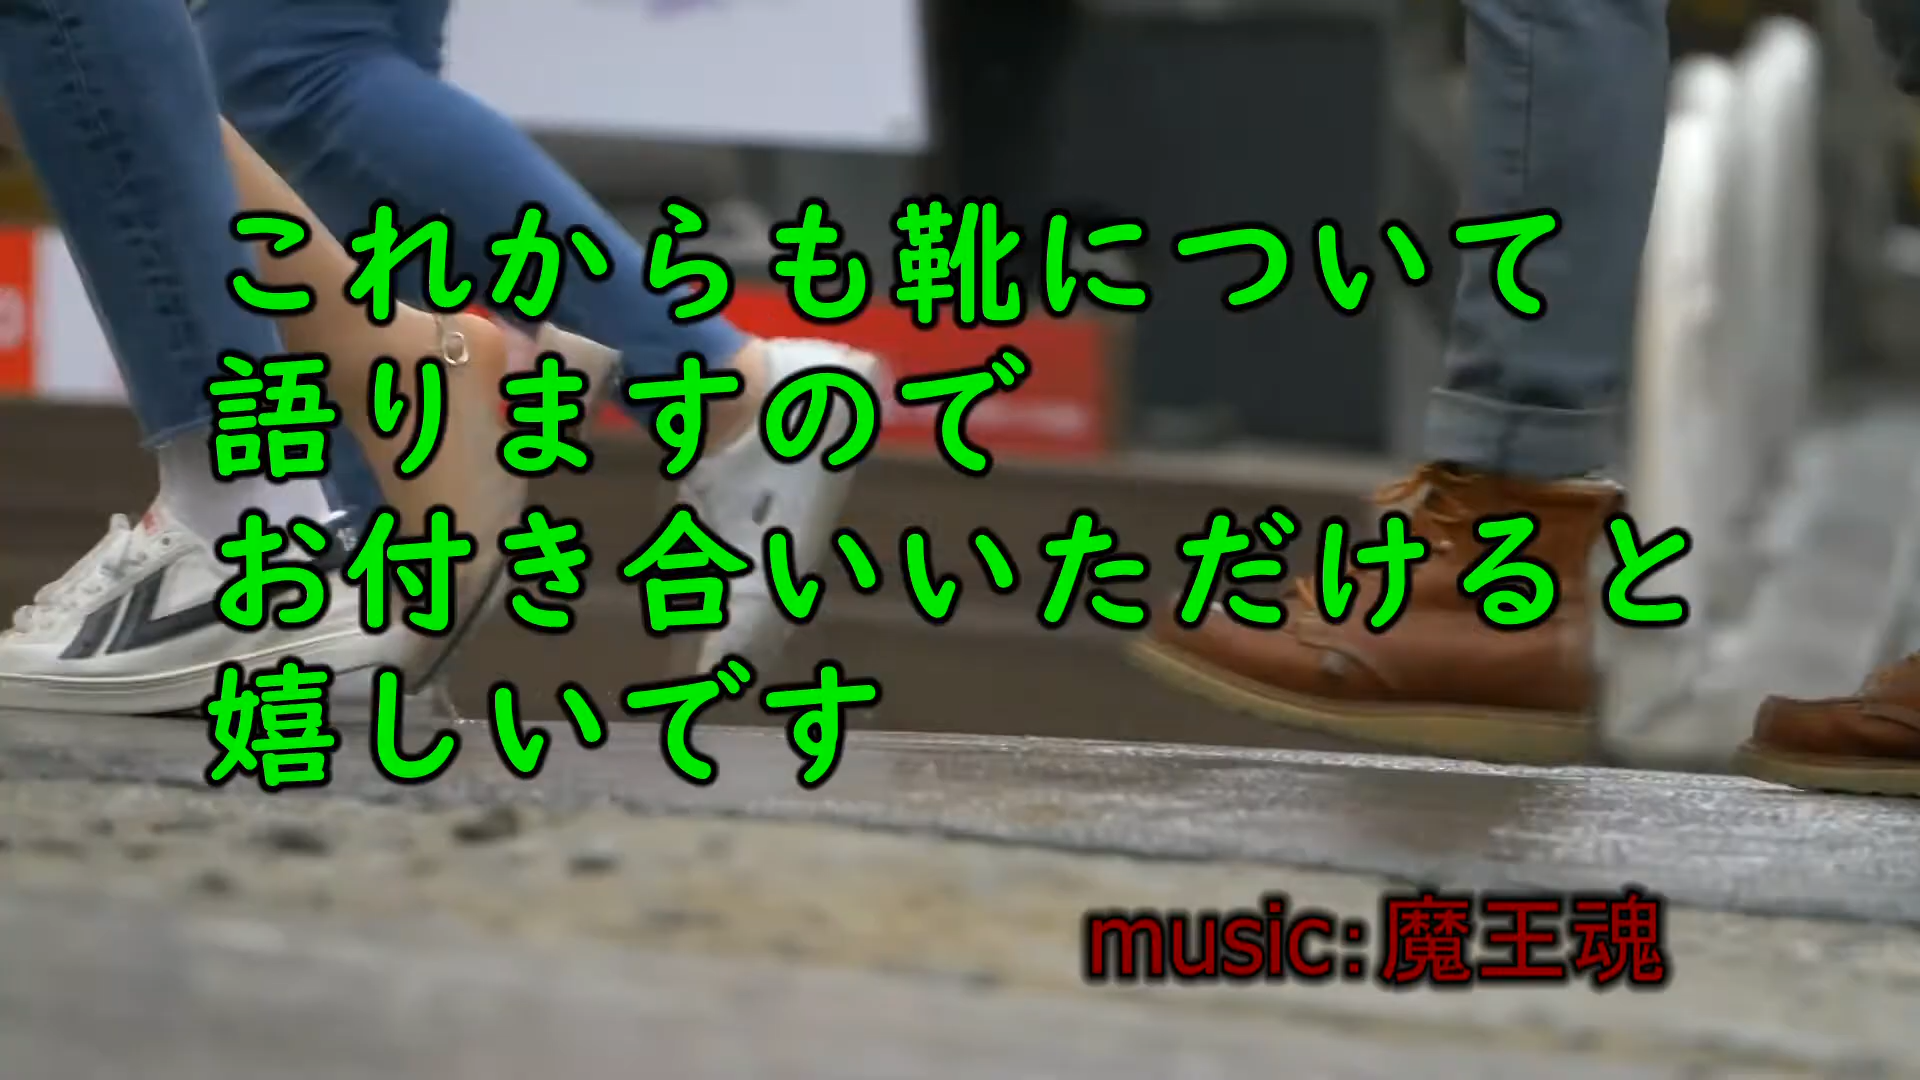 これからも靴について
語りますので
お付き合いいただけると
嬉しいです
music:魔王魂